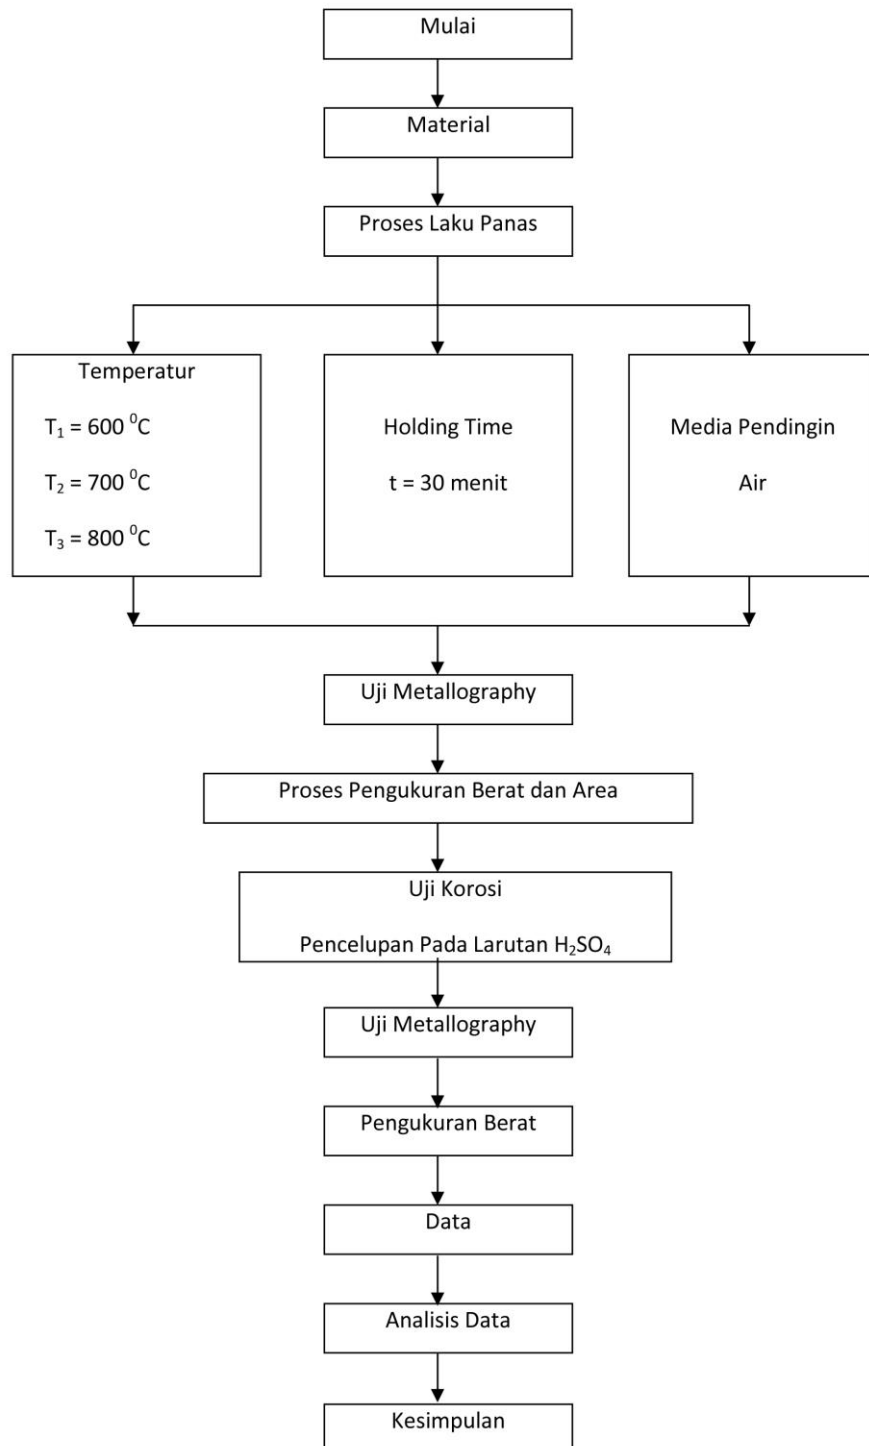 Mulai
Material
Proses Laku Panas
Temperatur
T₁ = 600 ⁰C
T₂ = 700 ⁰C
T₃ = 800 ⁰C
Holding Time
t = 30 menit
Media Pendingin
Air
Uji Metallography
Proses Pengukuran Berat dan Area
Uji Korosi
Pencelupan Pada Larutan H₂SO₄
Uji Metallography
Pengukuran Berat
Data
Analisis Data
Kesimpulan